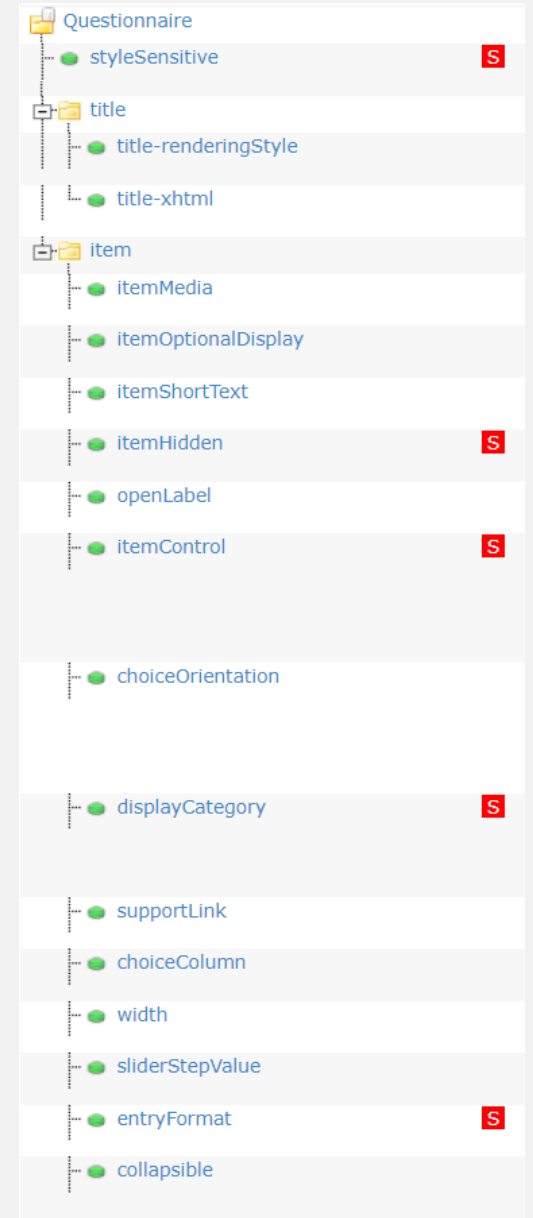 Questionnaire
styleSensitive S
title
title-renderingStyle
title-xhtml
item
itemMedia
itemOptionalDisplay
itemShortText
itemHidden S
openLabel
itemControl S
choiceOrientation
displayCategory S
supportLink
choiceColumn
width
sliderStepValue
entryFormat S
collapsible